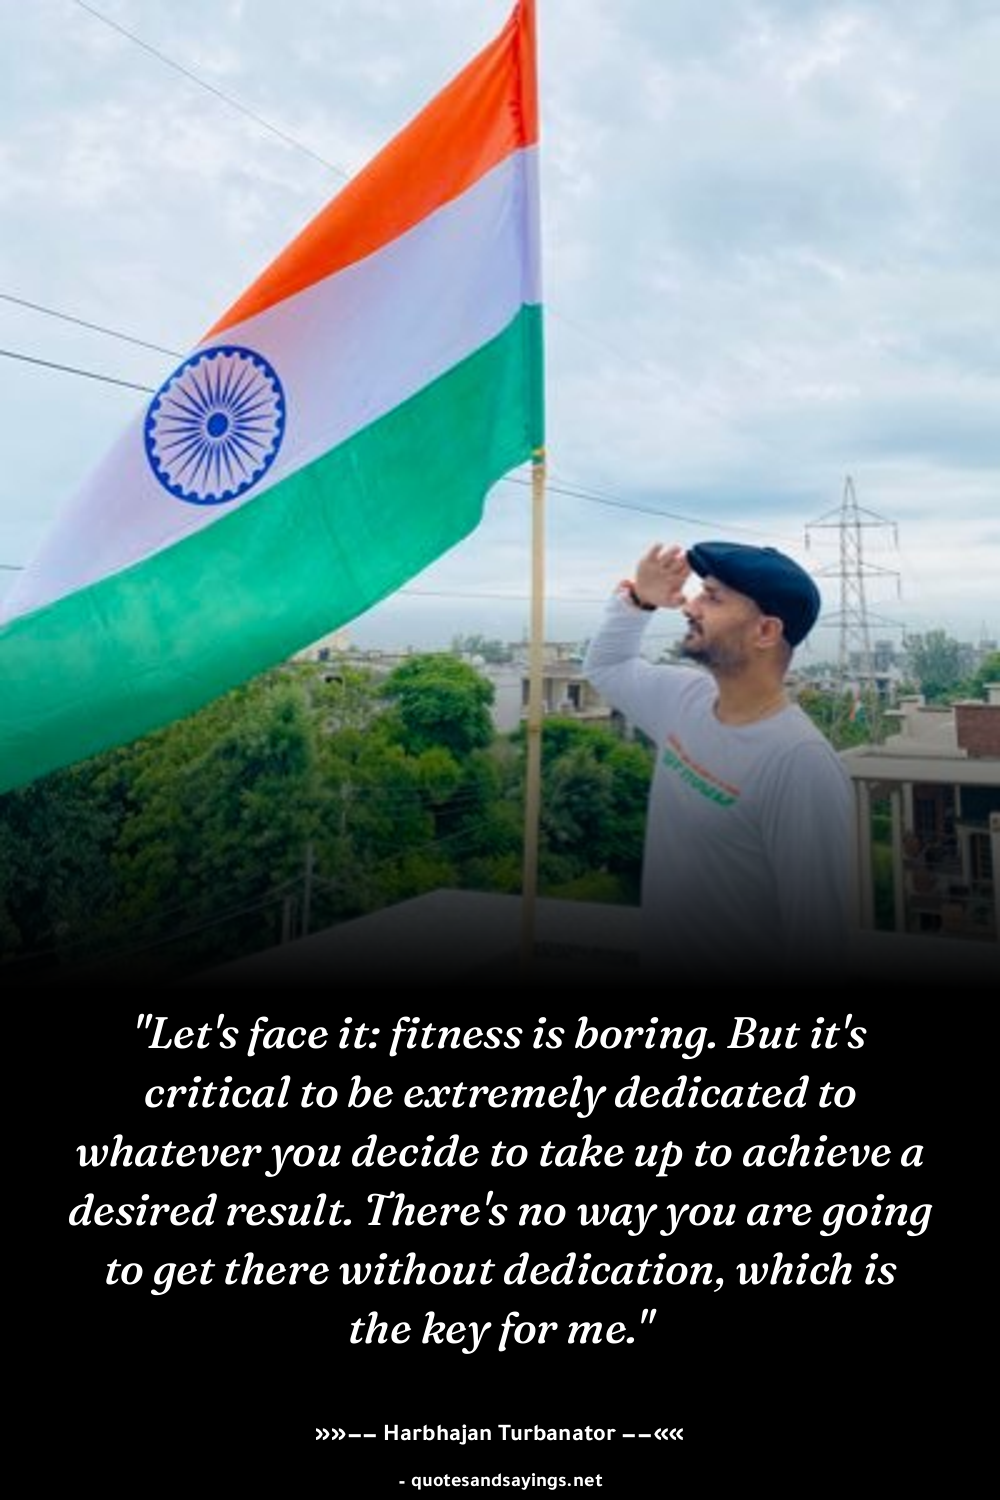 "Let's face it: fitness is boring. But it's
critical to be extremely dedicated to
whatever you decide to take up to achieve a
desired result. There's no way you are going
to get there without dedication, which is
the key for me."
»»−− Harbhajan Turbanator −−««
- quotesandsayings.net